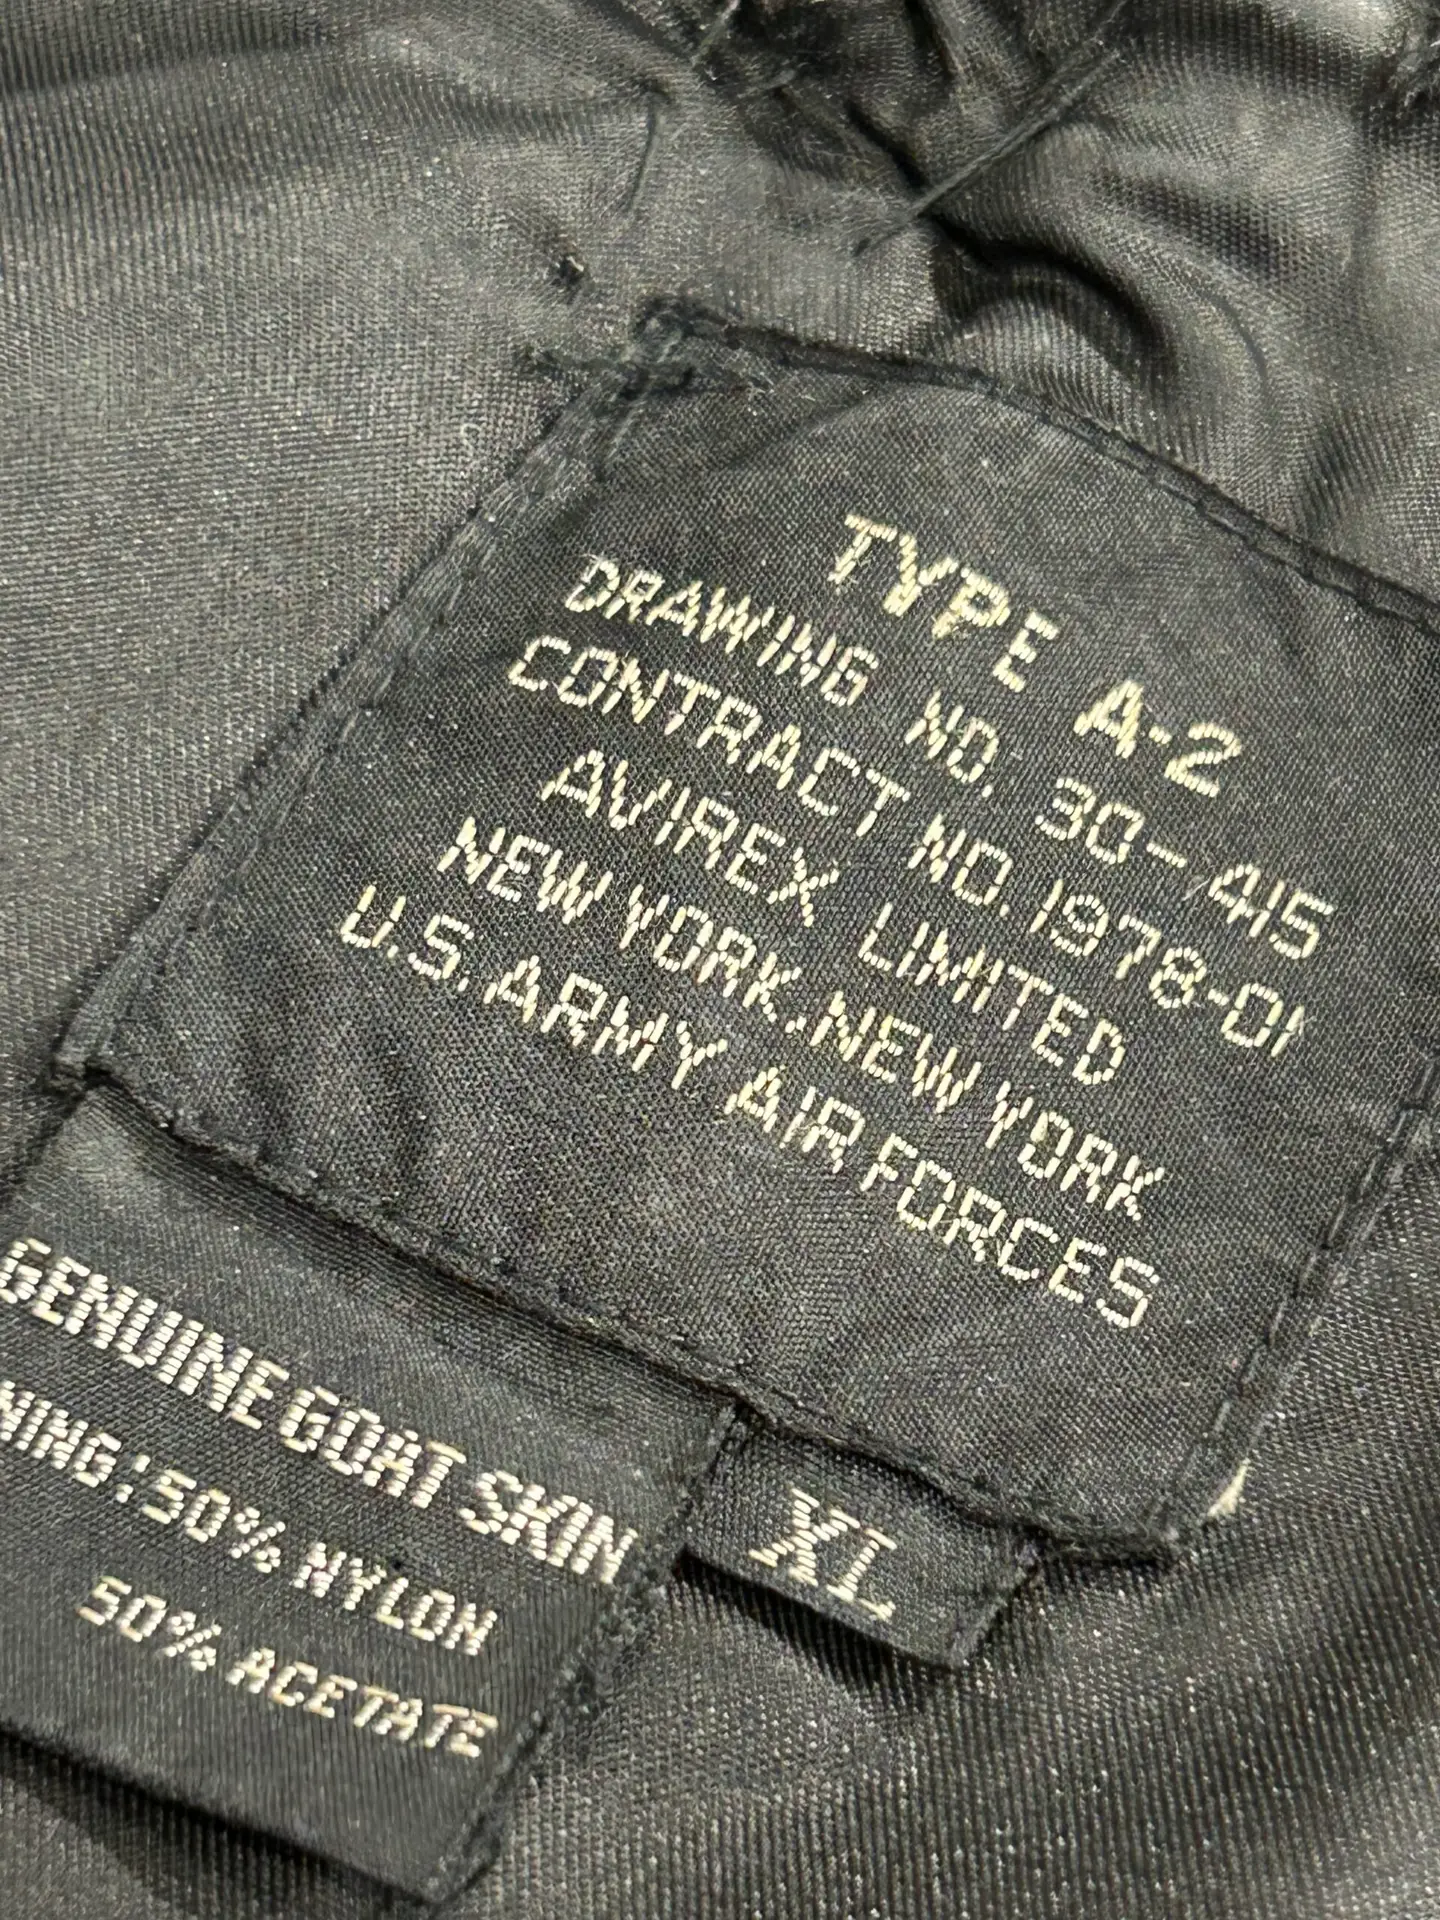 TYPE A-2
DRAWING NO. 30-415
CONTRACT NO. 1978-01
AVIREX LIMITED
NEW YORK, NEW YORK
U.S. ARMY AIR FORCES
XL
GENUINE GOAT SKIN
NING: 50% NYLON
50% ACETATE